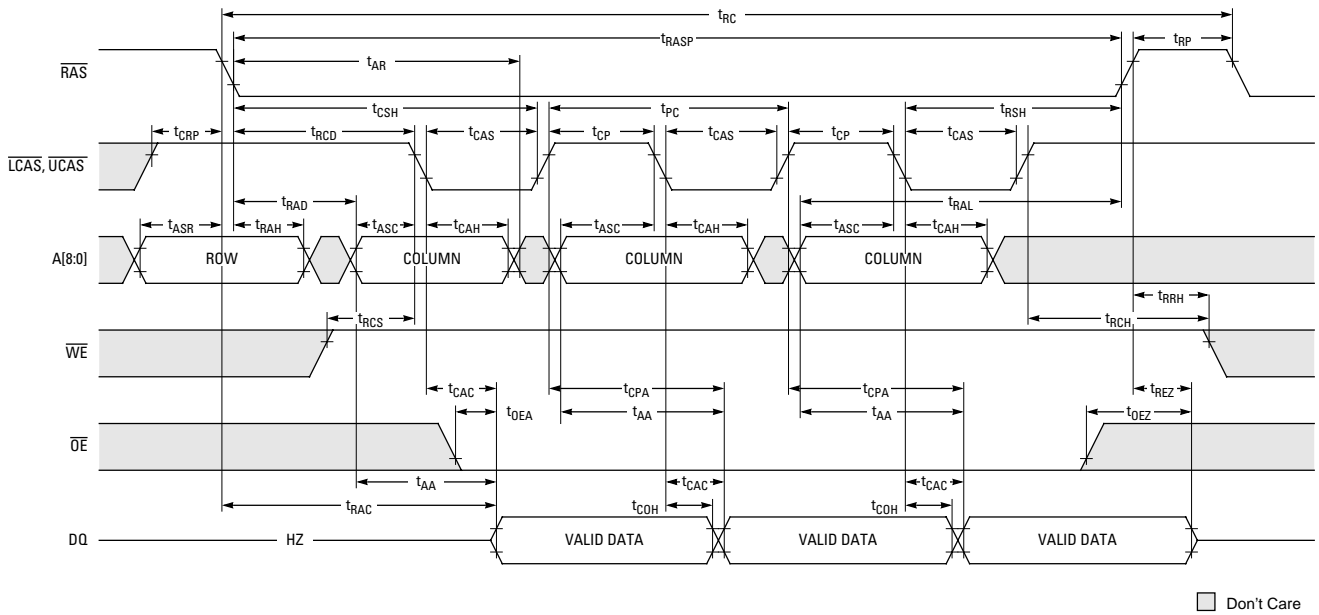 tRC
tRASP
tRP
RAS
tAR
tCSH
tPC
tRSH
tCRP
tRCD
tCAS
tCP
tCAS
tCP
tCAS
LCAS, UCAS
tRAD
tRAL
tASR
tRAH
tASC
tCAH
tASC
tCAH
tASC
tCAH
A[8:0]
ROW
COLUMN
COLUMN
COLUMN
tRRH
tRCS
tRCH
WE
tCAC
tCPA
tCPA
tREZ
tOEA
tAA
tAA
tOEZ
OE
tAA
tCAC
tCAC
tRAC
tCOH
tCOH
DQ
HZ
VALID DATA
VALID DATA
VALID DATA
Don't Care